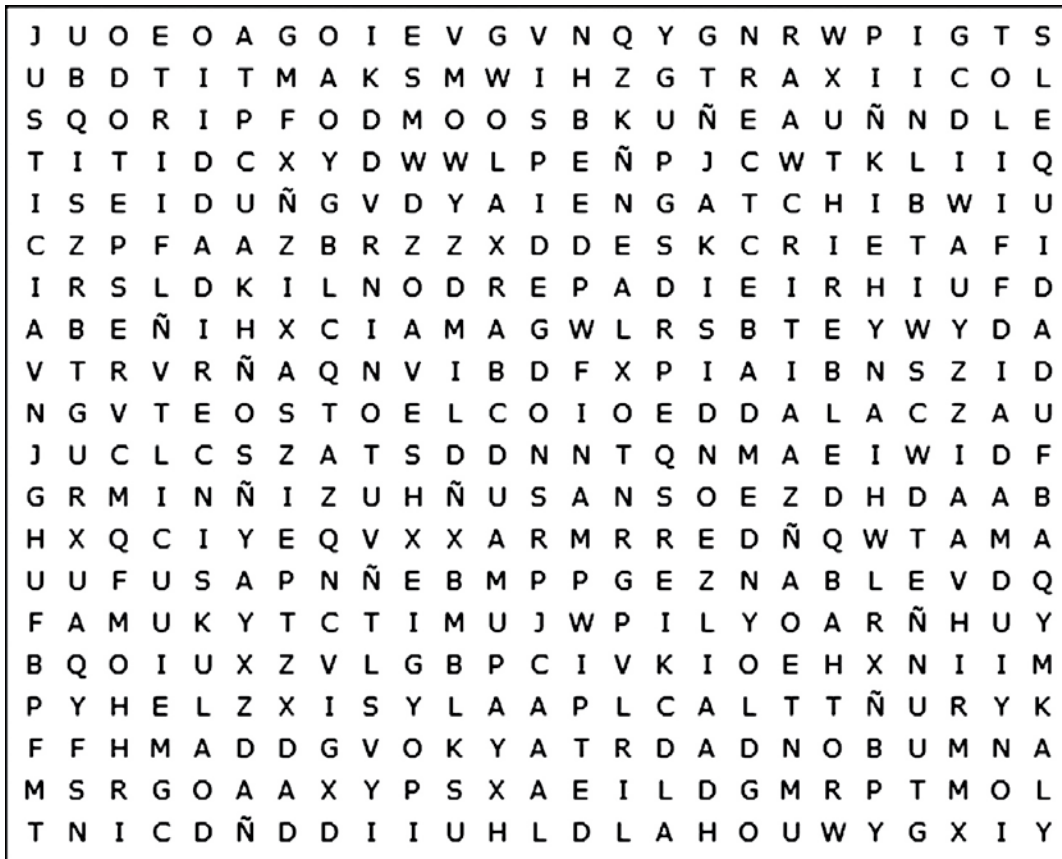 J U O E O A G O I E V G V N Q Y G N R W P I G T S
U B D T I T M A K S M W I H Z G T R A X I I C O L
S Q O R I P F O D M O O S B K U Ñ E A U Ñ N D L E
T I T I D C X Y D W W L P E Ñ P J C W T K L I I Q
I S E I D U Ñ G V D Y A I E N G A T C H I B W I U
C Z P F A A Z B R Z Z X D D E S K C R I E T A F I
I R S L D K I L N O D R E P A D I E I R H I U F D
A B E Ñ I H X C I A M A G W L R S B T E Y W Y D A
V T R V R Ñ A Q N V I B D F X P I A I B N S Z I D
N G V T E O S T O E L C O I O E D D A L A C Z A U
J U C L C S Z A T S D D N N T Q N M A E I W I D F
G R M I N Ñ I Z U H Ñ U S A N S O E Z D H D A A B
H X Q C I Y E Q V X X A R M R R E D Ñ Q W T A M A
U U F U S A P N Ñ E B M P P G E Z N A B L E V D Q
F A M U K Y T C T I M U J W P I L Y O A R Ñ H U Y
B Q O I U X Z V L G B P C I V K I O E H X N I I M
P Y H E L Z X I S Y L A A P L C A L T T Ñ U R Y K
F F H M A D D G V O K Y A T R D A D N O B U M N A
M S R G O A A X Y P S X A E I L D G M R P T M O L
T N I C D Ñ D D I I U H L D L A H O U W Y G X I Y